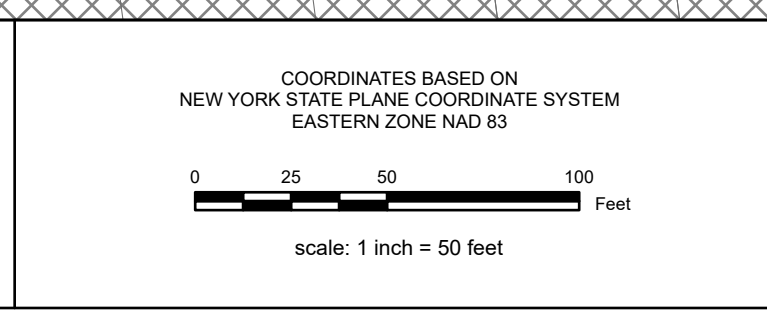 COORDINATES BASED ON
NEW YORK STATE PLANE COORDINATE SYSTEM
EASTERN ZONE NAD 83
0 25 50 100
Feet
scale: 1 inch = 50 feet